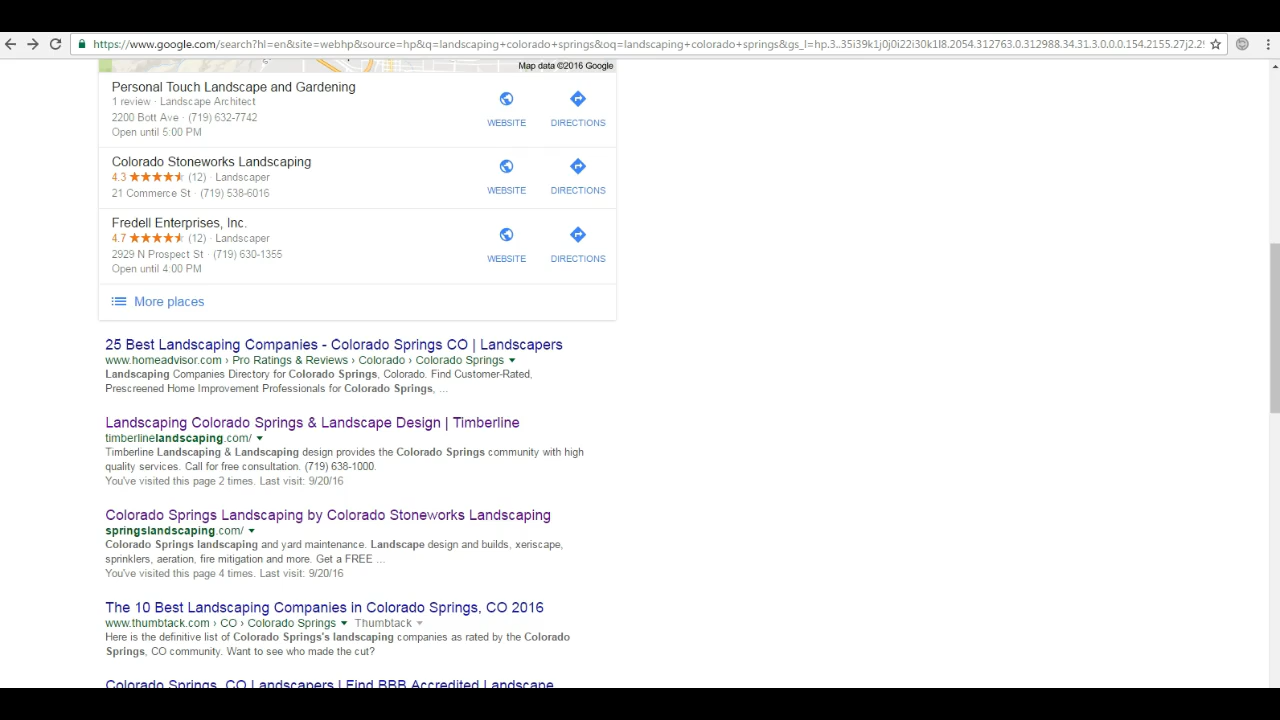 https://www.google.com/search?hl=en&site=webhp&source=hp&q=landscaping+colorado+springs&oq=landscaping+colorado+springs&gs_l=hp.3..35i39k1j0j0i22i30k1l8.2054.312763.0.312988.34.31.3.0.0.0.154.2155.27j2.29
Map data ©2016 Google
Personal Touch Landscape and Gardening
1 review · Landscape Architect
2200 Bott Ave · (719) 632-7742
Open until 5:00 PM
WEBSITE DIRECTIONS
Colorado Stoneworks Landscaping
4.3 (12) · Landscaper
21 Commerce St · (719) 538-6016
WEBSITE DIRECTIONS
Fredell Enterprises, Inc.
4.7 (12) · Landscaper
2929 N Prospect St · (719) 630-1355
Open until 4:00 PM
WEBSITE DIRECTIONS
More places
25 Best Landscaping Companies - Colorado Springs CO | Landscapers
www.homeadvisor.com › Pro Ratings & Reviews › Colorado › Colorado Springs
Landscaping Companies Directory for Colorado Springs, Colorado. Find Customer-Rated,
Prescreened Home Improvement Professionals for Colorado Springs, ...
Landscaping Colorado Springs & Landscape Design | Timberline
timberlinelandscaping.com/
Timberline Landscaping & Landscaping design provides the Colorado Springs community with high
quality services. Call for free consultation. (719) 638-1000.
You've visited this page 2 times. Last visit: 9/20/16
Colorado Springs Landscaping by Colorado Stoneworks Landscaping
springslandscaping.com/
Colorado Springs landscaping and yard maintenance. Landscape design and builds, xeriscape,
sprinklers, aeration, fire mitigation and more. Get a FREE ...
You've visited this page 4 times. Last visit: 9/20/16
The 10 Best Landscaping Companies in Colorado Springs, CO 2016
www.thumbtack.com › CO › Colorado Springs Thumbtack
Here is the definitive list of Colorado Springs's landscaping companies as rated by the Colorado
Springs, CO community. Want to see who made the cut?
Colorado Springs, CO Landscapers | Find BBB Accredited Landscape